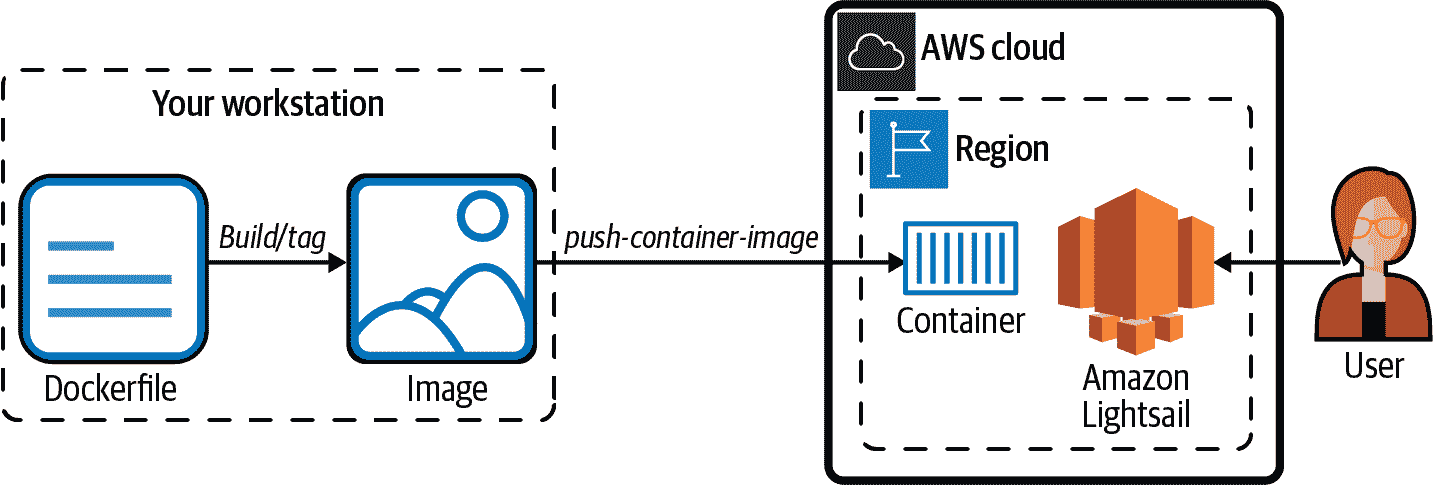 Your workstation
Dockerfile
Build/tag
Image
push-container-image
AWS cloud
Region
Container
Amazon
Lightsail
User